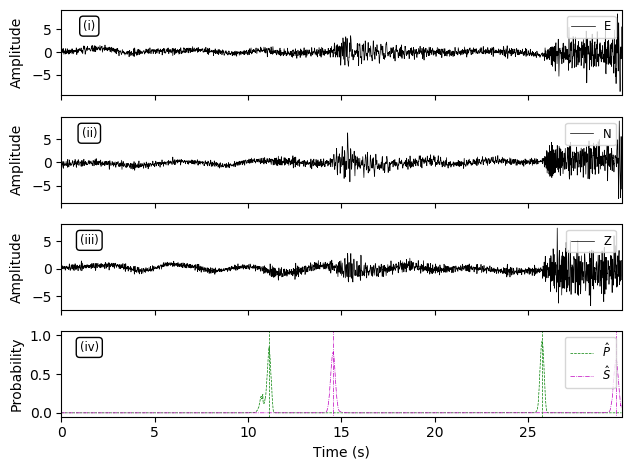 (i)
E
Amplitude
5
0
−5
(ii)
N
Amplitude
5
0
−5
(iii)
Z
Amplitude
5
0
−5
(iv)
P̂
Ŝ
Probability
1.0
0.5
0.0
0 5 10 15 20 25
Time (s)